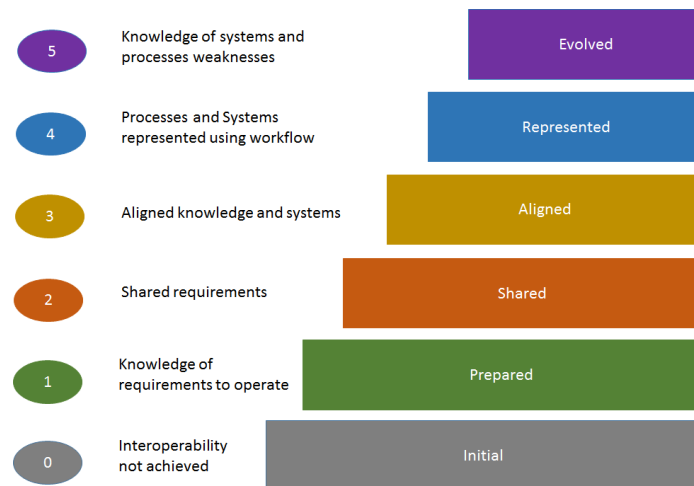 5
Knowledge of systems and
processes weaknesses
Evolved
4
Processes and Systems
represented using workflow
Represented
3
Aligned knowledge and systems
Aligned
2
Shared requirements
Shared
1
Knowledge of
requirements to operate
Prepared
0
Interoperability
not achieved
Initial